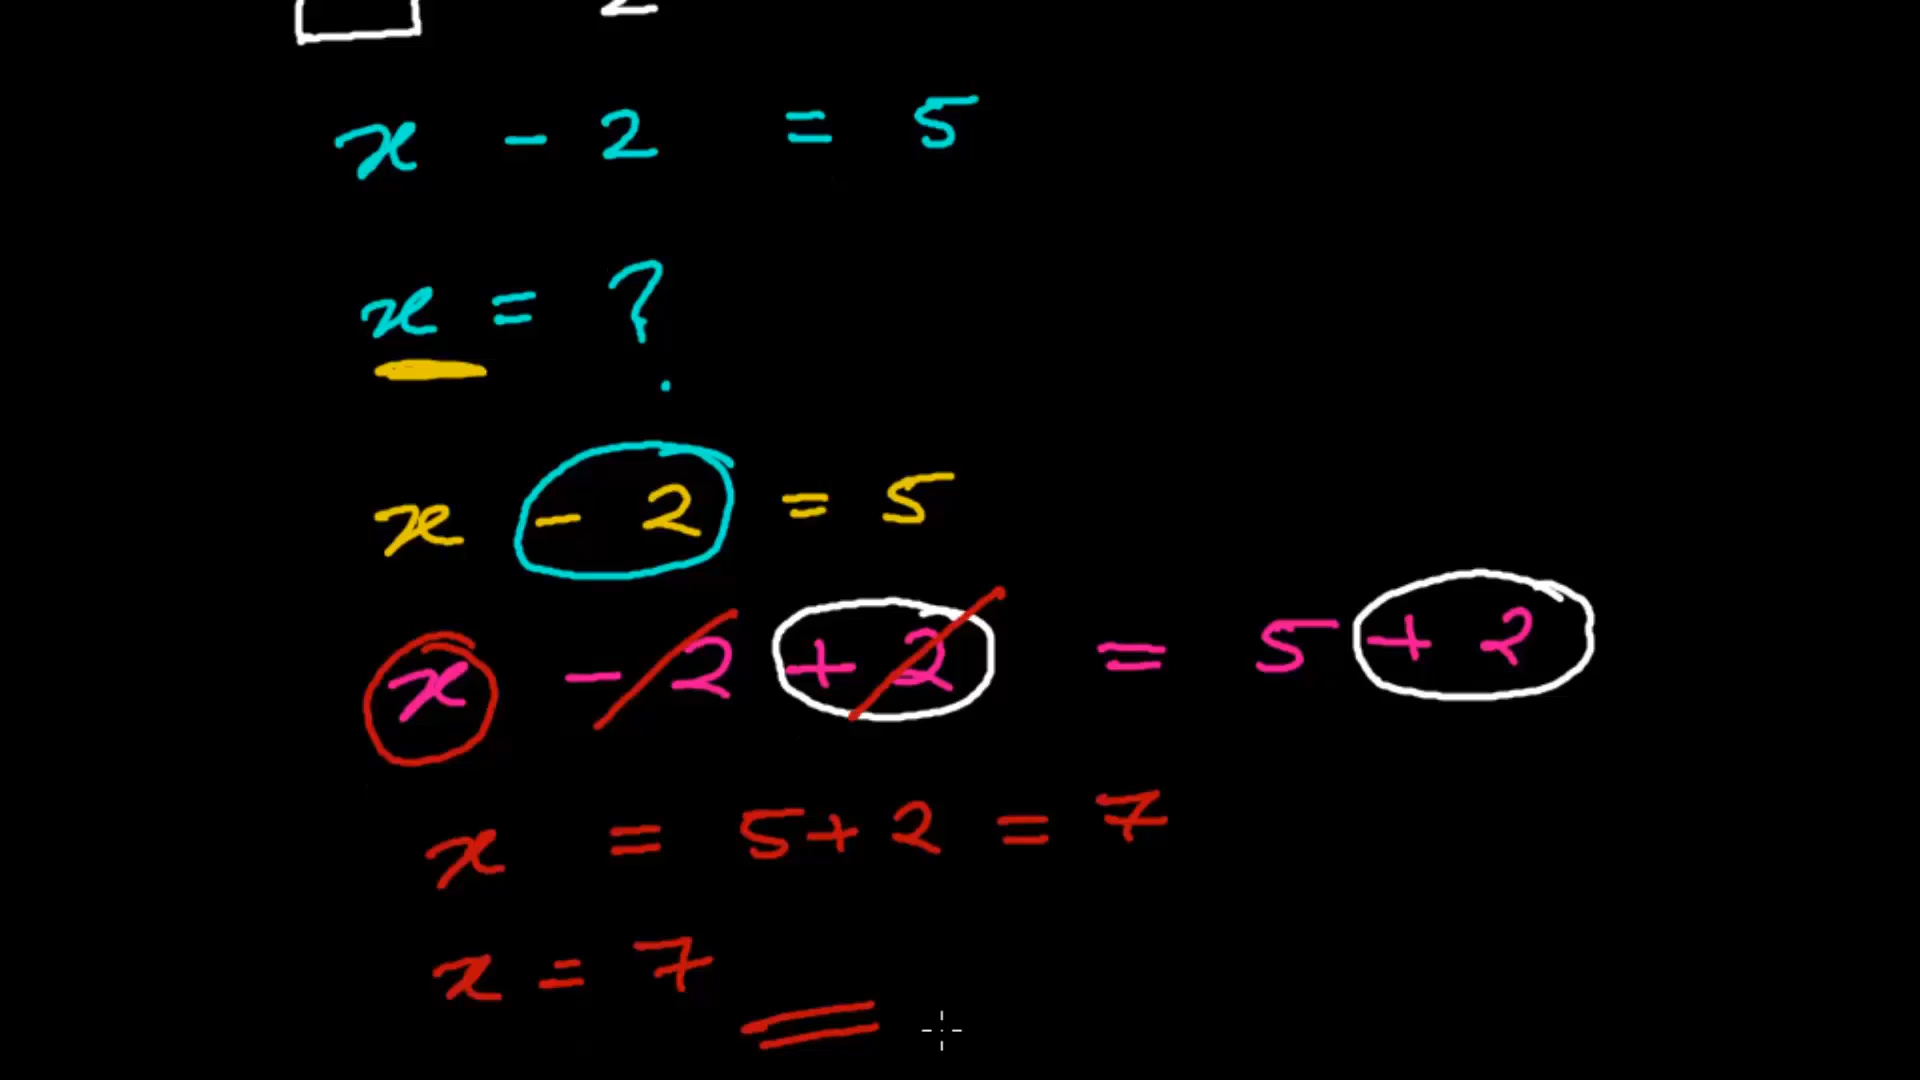 x - 2 = 5
x = ?
x - 2 = 5
x - 2 + 2 = 5 + 2
x = 5 + 2 = 7
x = 7